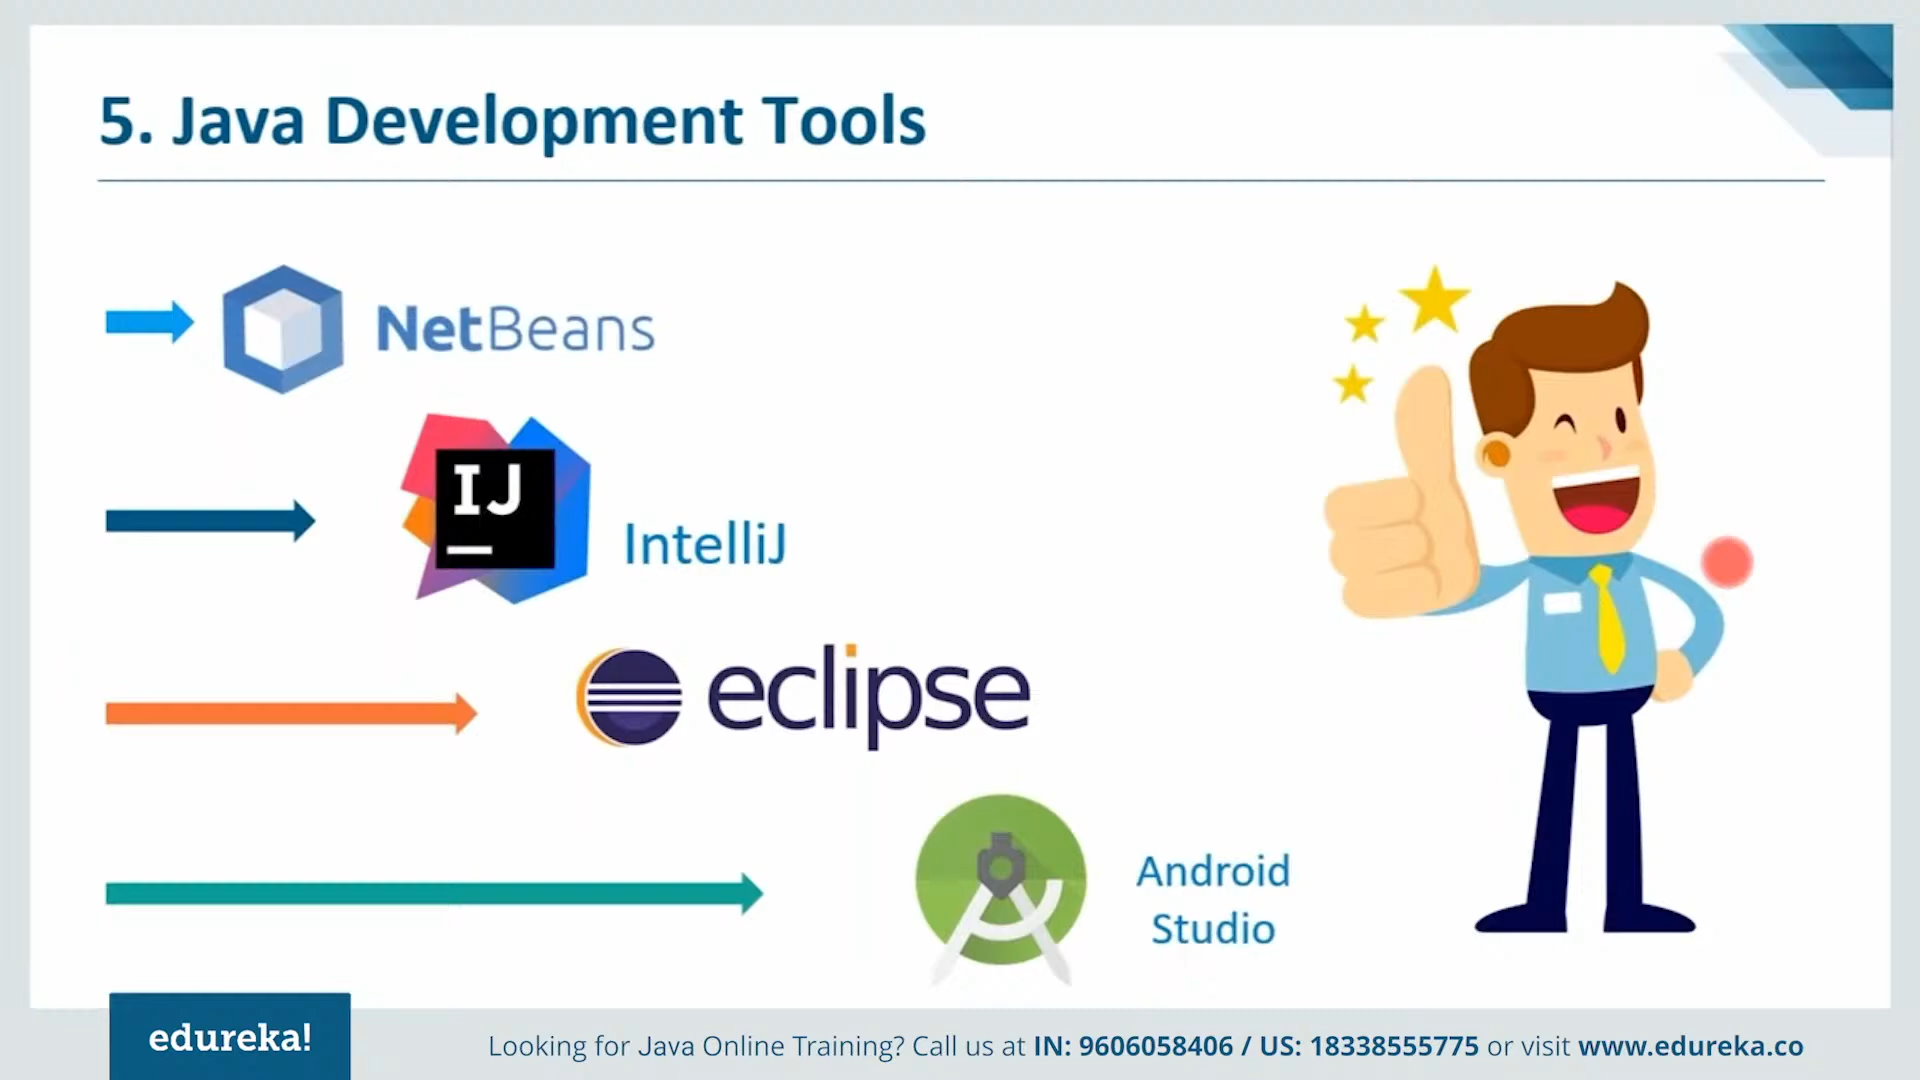 5. Java Development Tools
NetBeans
IJ
IntelliJ
eclipse
Android
Studio
edureka!
Looking for Java Online Training? Call us at IN: 9606058406 / US: 18338555775 or visit www.edureka.co